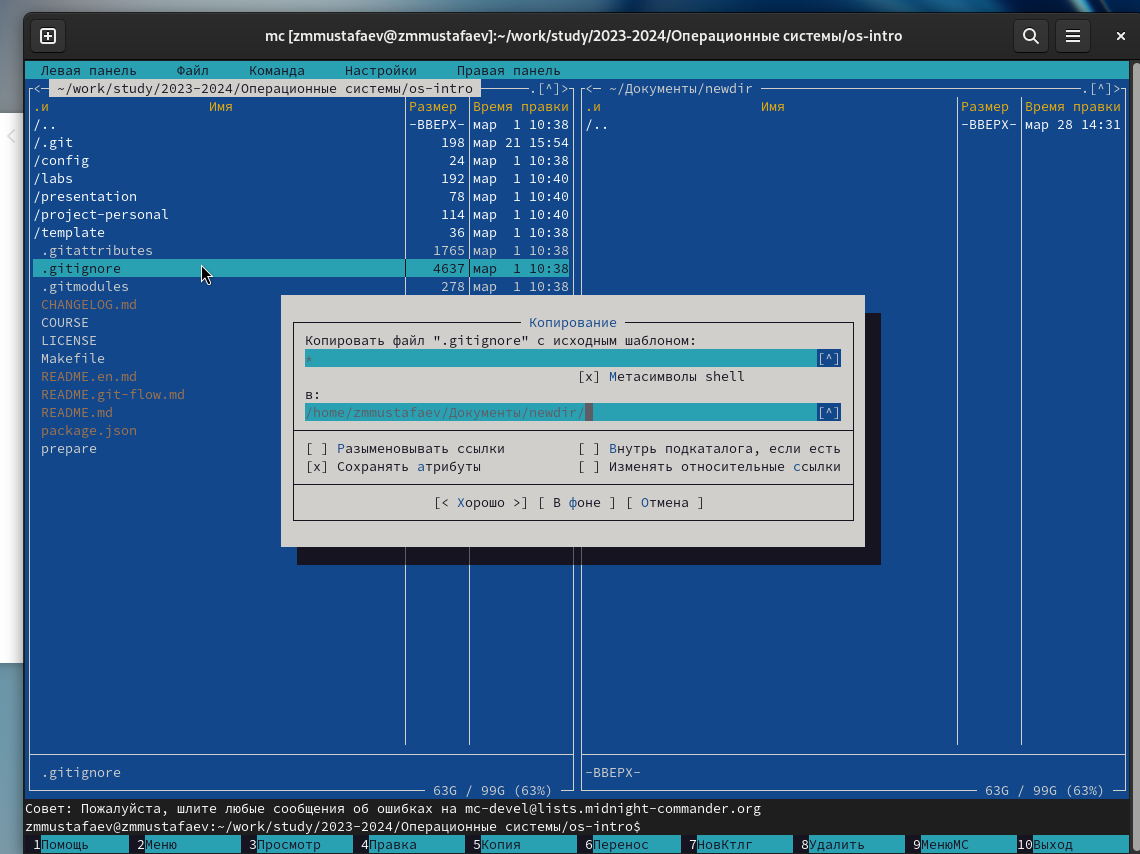 mc [zmmustafaev@zmmustafaev]:~/work/study/2023-2024/Операционные системы/os-intro
Левая панель Файл Команда Настройки Правая панель
<- ~/work/study/2023-2024/Операционные системы/os-intro .[^]> <- ~/Документы/newdir .[^]>
.и Имя Размер Время правки .и Имя Размер Время правки
/.. -ВВЕРХ- мар 1 10:38 /.. -ВВЕРХ- мар 28 14:31
/.git 198 мар 21 15:54
/config 24 мар 1 10:38
/labs 192 мар 1 10:40
/presentation 78 мар 1 10:40
/project-personal 114 мар 1 10:40
/template 36 мар 1 10:38
.gitattributes 1765 мар 1 10:38
.gitignore 4637 мар 1 10:38
.gitmodules 278 мар 1 10:38
CHANGELOG.md
COURSE
LICENSE
Makefile
README.en.md
README.git-flow.md
README.md
package.json
prepare
Копирование
Копировать файл ".gitignore" с исходным шаблоном:
* [^]
[x] Метасимволы shell
в:
/home/zmmustafaev/Документы/newdir/ [^]
[ ] Разыменовывать ссылки [ ] Внутрь подкаталога, если есть
[x] Сохранять атрибуты [ ] Изменять относительные ссылки
[< Хорошо >] [ В фоне ] [ Отмена ]
.gitignore -ВВЕРХ-
63G / 99G (63%) 63G / 99G (63%)
Совет: Пожалуйста, шлите любые сообщения об ошибках на mc-devel@lists.midnight-commander.org
zmmustafaev@zmmustafaev:~/work/study/2023-2024/Операционные системы/os-intro$
1Помощь 2Меню 3Просмотр 4Правка 5Копия 6Перенос 7НовКтлг 8Удалить 9МенюМС 10Выход